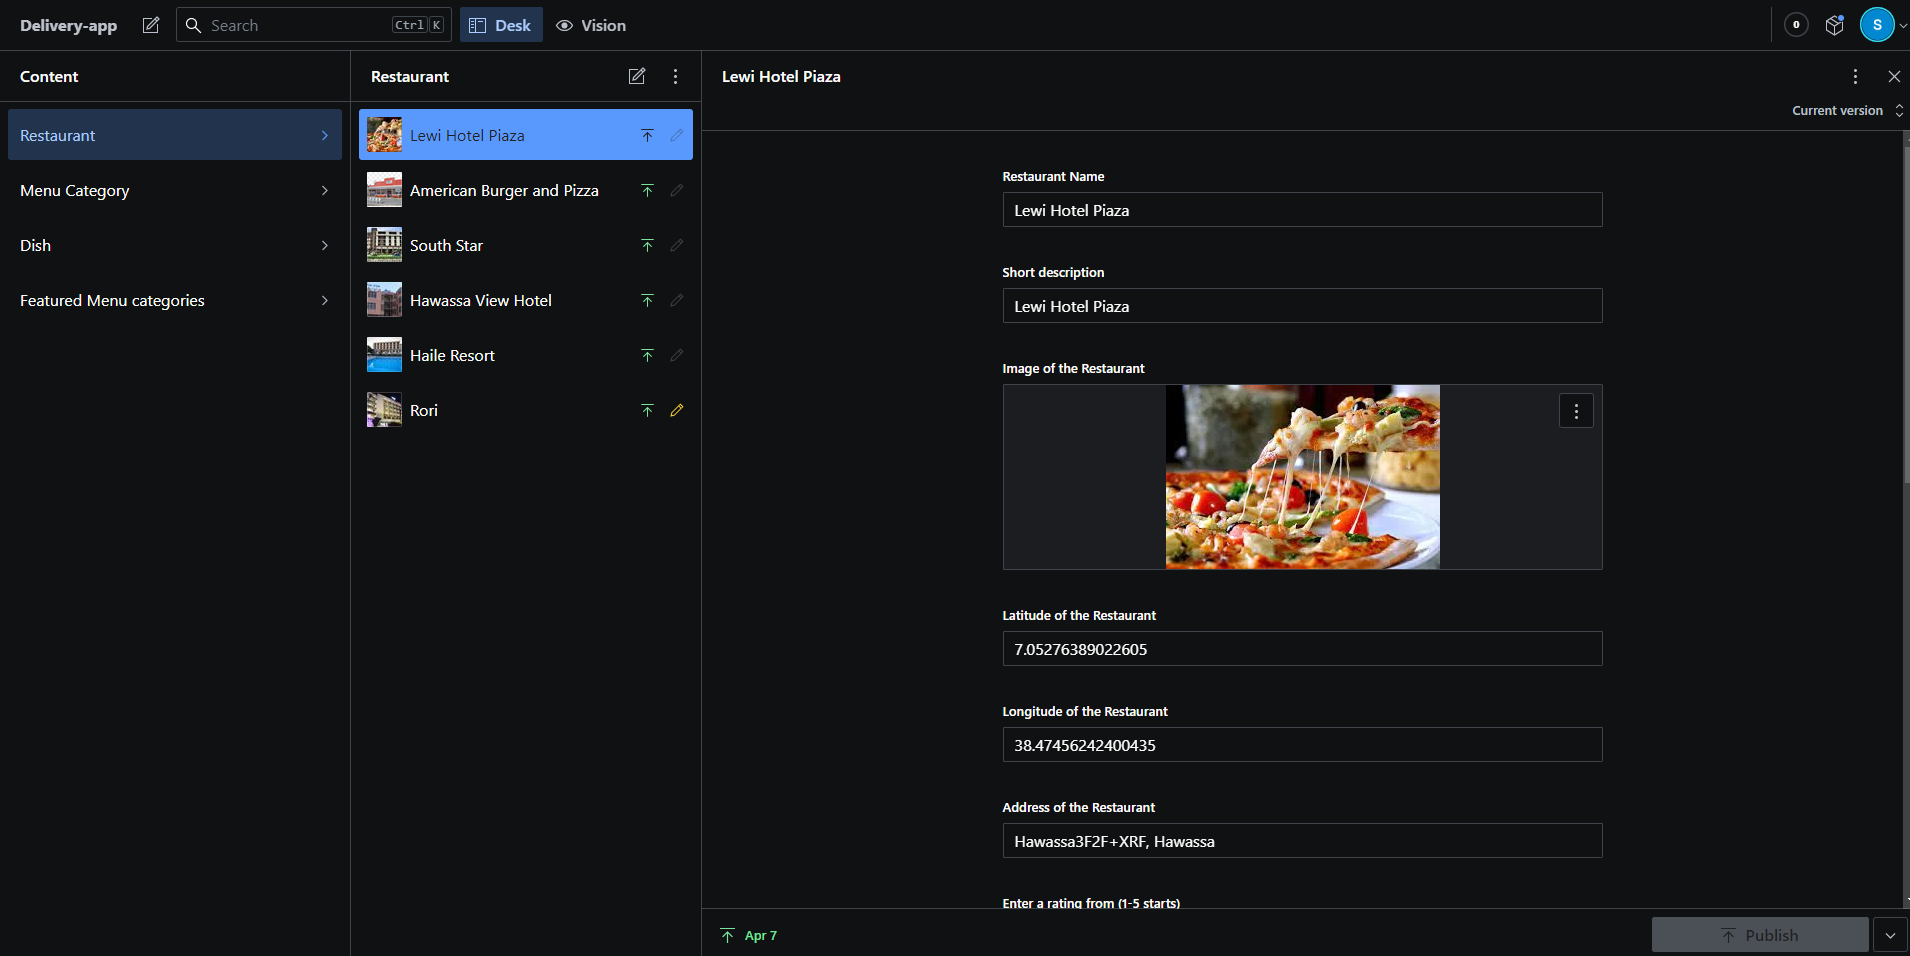 Delivery-app
Search
Ctrl K
Desk
Vision
0
S
Content
Restaurant
Menu Category
Dish
Featured Menu categories
Restaurant
Lewi Hotel Piaza
American Burger and Pizza
South Star
Hawassa View Hotel
Haile Resort
Rori
Lewi Hotel Piaza
Current version
Restaurant Name
Lewi Hotel Piaza
Short description
Lewi Hotel Piaza
Image of the Restaurant
Latitude of the Restaurant
7.05276389022605
Longitude of the Restaurant
38.47456242400435
Address of the Restaurant
Hawassa3F2F+XRF, Hawassa
Enter a rating from (1-5 starts)
Apr 7
Publish